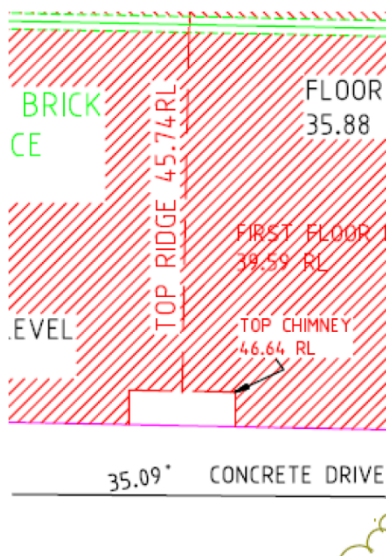 BRICK
CE
FLOOR
35.88
TOP RIDGE 45.74RL
FIRST FLOOR
39.59 RL
TOP CHIMNEY
46.64 RL
EVEL
35.09°
CONCRETE DRIVE